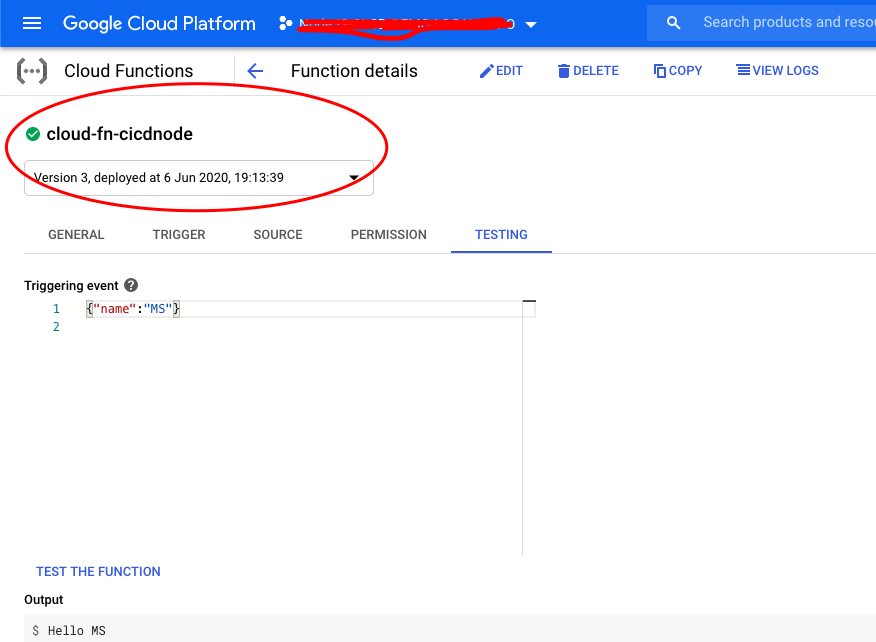 Google Cloud Platform
Search products and resou
Cloud Functions
Function details
EDIT
DELETE
COPY
VIEW LOGS
cloud-fn-cicdnode
Version 3, deployed at 6 Jun 2020, 19:13:39
GENERAL
TRIGGER
SOURCE
PERMISSION
TESTING
Triggering event ?
1 {"name":"MS"}
2
TEST THE FUNCTION
Output
$ Hello MS